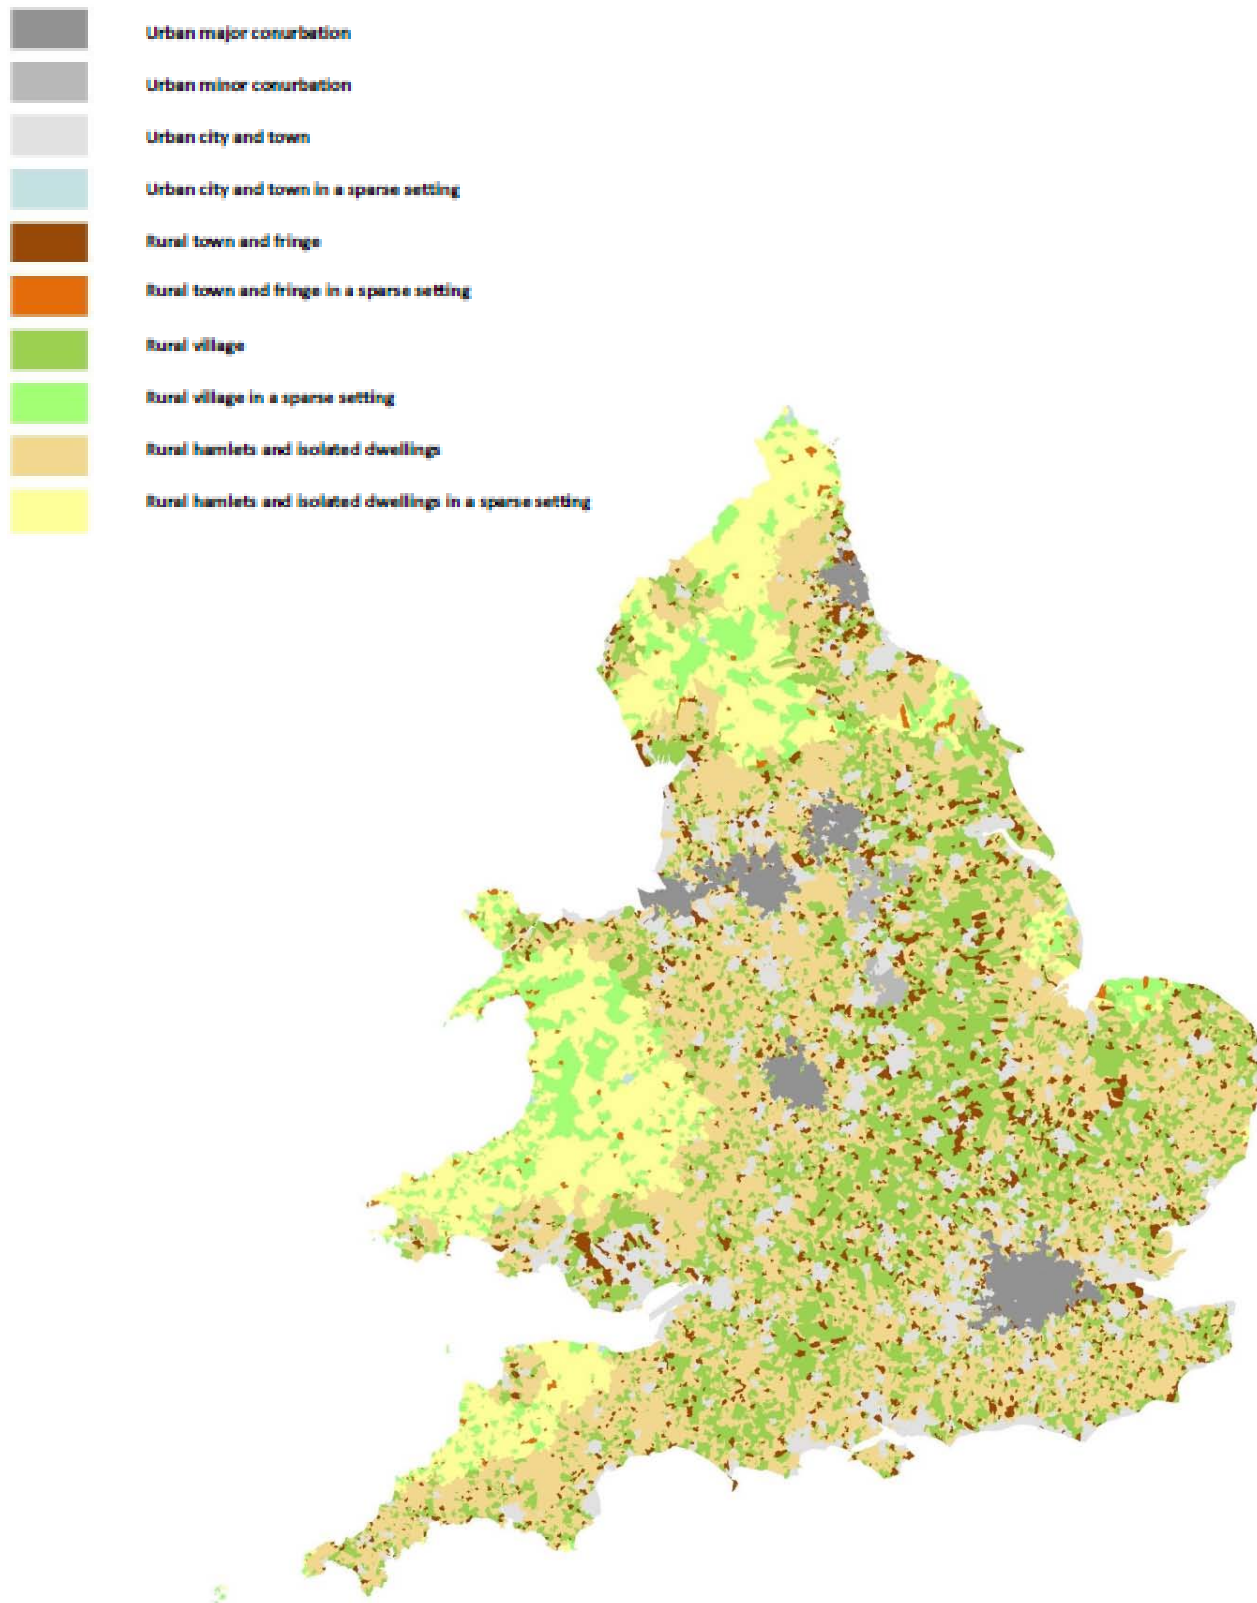 Urban major conurbation
Urban minor conurbation
Urban city and town
Urban city and town in a sparse setting
Rural town and fringe
Rural town and fringe in a sparse setting
Rural village
Rural village in a sparse setting
Rural hamlets and isolated dwellings
Rural hamlets and isolated dwellings in a sparse setting